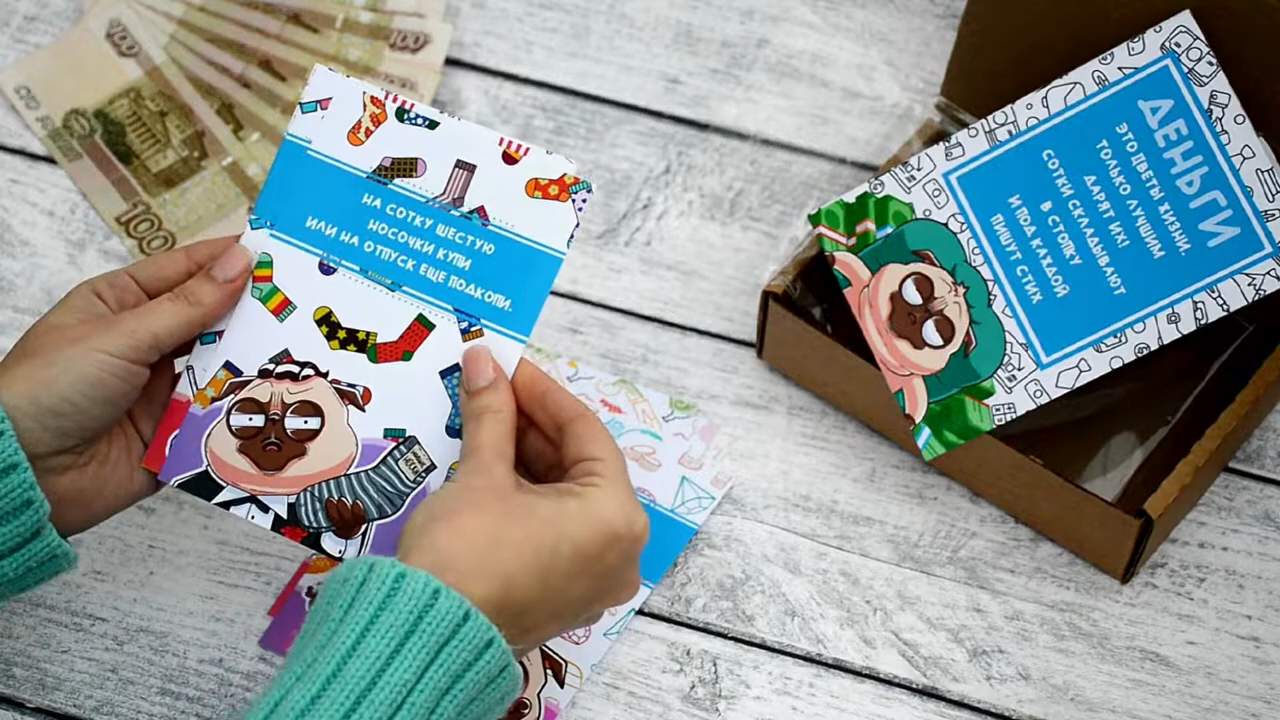 100
100
СТО РУБЛЕЙ
100
НА СОТКУ ШЕСТУЮ
НОСОЧКИ КУПИ
ИЛИ НА ОТПУСК ЕЩЕ ПОДКОПИ.
НОСКИ
ДЕНЬГИ
ЭТО ЦВЕТЫ ЖИЗНИ.
ТОЛЬКО ЛУЧШИМ
ДАРЯТ ИХ!
СОТКИ СКЛАДЫВАЮТ
В СТОПКУ
И ПОД КАЖДОЙ
ПИШУТ СТИХ